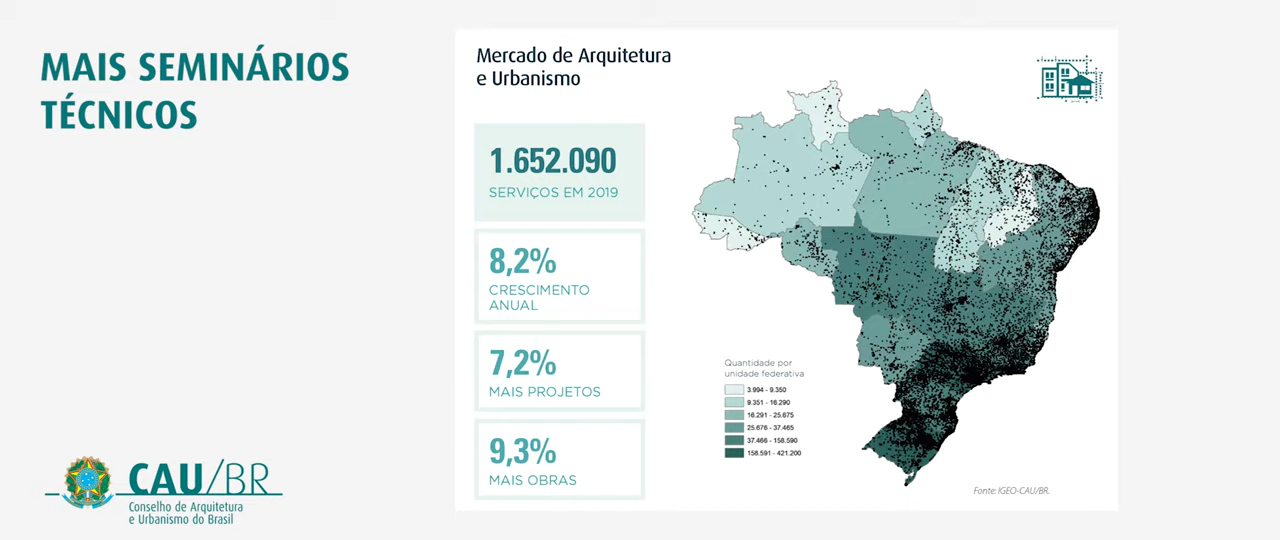 MAIS SEMINÁRIOS
TÉCNICOS
Mercado de Arquitetura
e Urbanismo
1.652.090
SERVIÇOS EM 2019
8,2%
CRESCIMENTO
ANUAL
7,2%
MAIS PROJETOS
9,3%
MAIS OBRAS
Quantidade por
unidade federativa
3.994 - 9.350
9.351 - 16.290
16.291 - 25.675
25.676 - 37.465
37.466 - 158.590
158.591 - 421.200
Fonte: IGEO-CAU/BR.
CAU/BR
Conselho de Arquitetura
e Urbanismo do Brasil